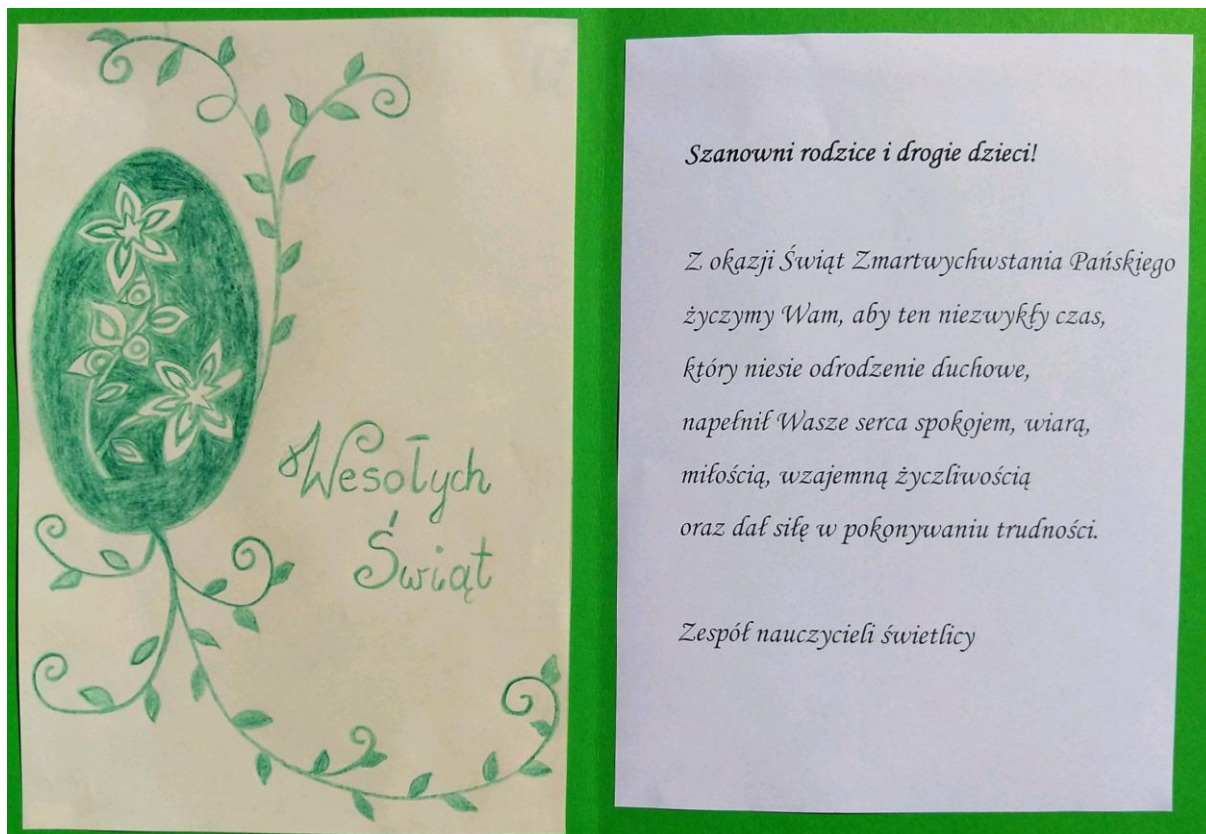 Wesołych
Świąt
Szanowni rodzice i drogie dzieci!
Z okazji Świąt Zmartwychwstania Pańskiego
życzymy Wam, aby ten niezwykły czas,
który niesie odrodzenie duchowe,
napełnił Wasze serca spokojem, wiarą,
miłością, wzajemną życzliwością
oraz dał siłę w pokonywaniu trudności.
Zespół nauczycieli świetlicy